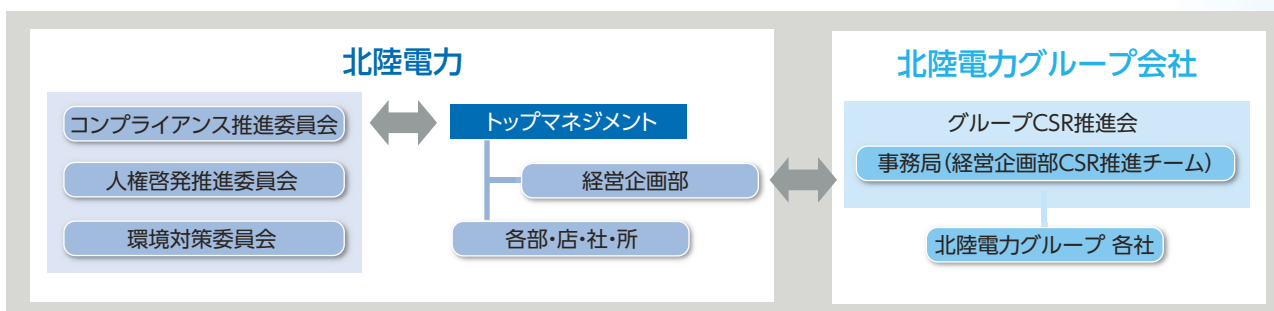 北陸電力
コンプライアンス推進委員会
人権啓発推進委員会
環境対策委員会
トップマネジメント
経営企画部
各部・店・社・所
北陸電力グループ会社
グループCSR推進会
事務局（経営企画部CSR推進チーム）
北陸電力グループ 各社